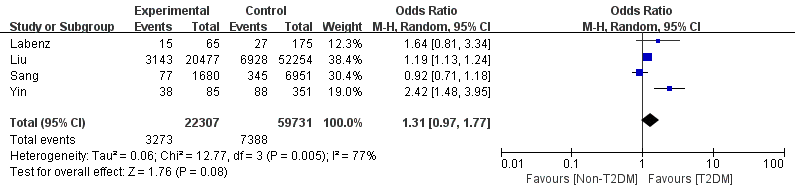 Experimental Control Odds Ratio Odds Ratio
Study or Subgroup Events Total Events Total Weight M-H, Random, 95% CI M-H, Random, 95% CI
Labenz 15 65 27 175 12.3% 1.64 [0.81, 3.34]
Liu 3143 20477 6928 52254 38.4% 1.19 [1.13, 1.24]
Sang 77 1680 345 6951 30.4% 0.92 [0.71, 1.18]
Yin 38 85 88 351 19.0% 2.42 [1.48, 3.95]
Total (95% CI) 22307 59731 100.0% 1.31 [0.97, 1.77]
Total events 3273 7388
Heterogeneity: Tau² = 0.06; Chi² = 12.77, df = 3 (P = 0.005); I² = 77%
Test for overall effect: Z = 1.76 (P = 0.08)
0.01 0.1 1 10 100
Favours [Non-T2DM] Favours [T2DM]